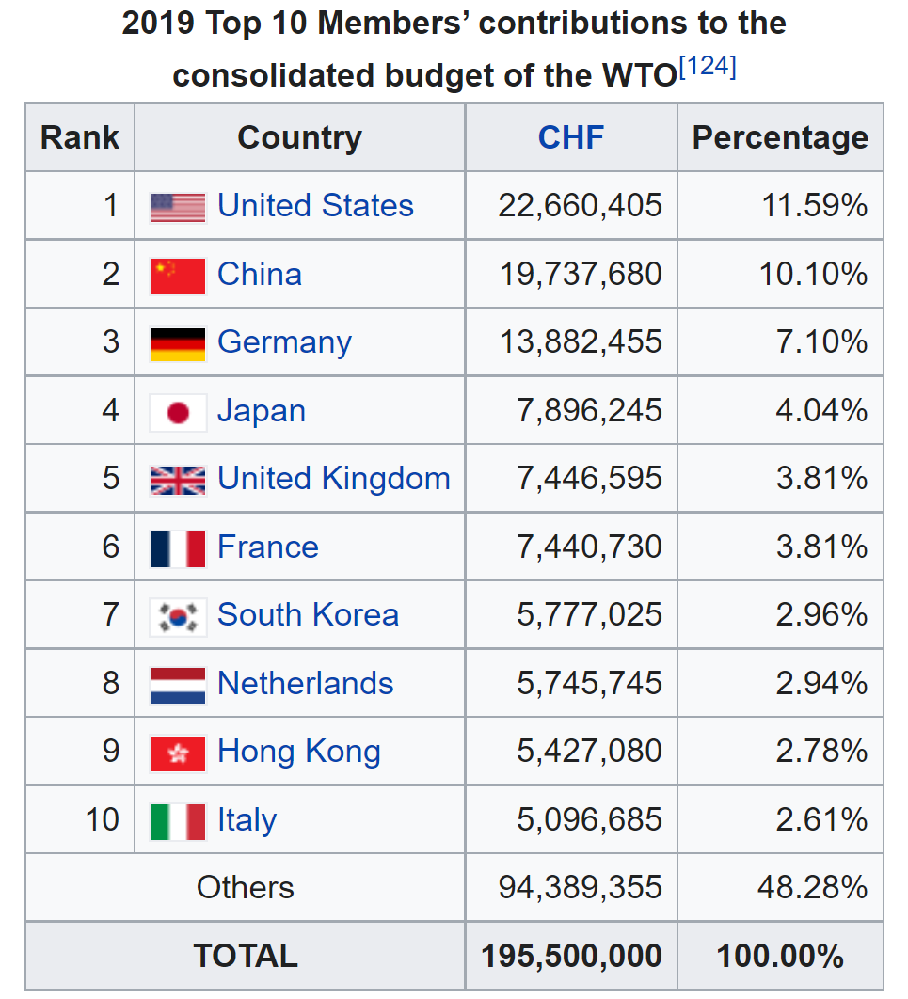 2019 Top 10 Members’ contributions to the
consolidated budget of the WTO[124]
Rank Country CHF Percentage
1 United States 22,660,405 11.59%
2 China 19,737,680 10.10%
3 Germany 13,882,455 7.10%
4 Japan 7,896,245 4.04%
5 United Kingdom 7,446,595 3.81%
6 France 7,440,730 3.81%
7 South Korea 5,777,025 2.96%
8 Netherlands 5,745,745 2.94%
9 Hong Kong 5,427,080 2.78%
10 Italy 5,096,685 2.61%
Others 94,389,355 48.28%
TOTAL 195,500,000 100.00%